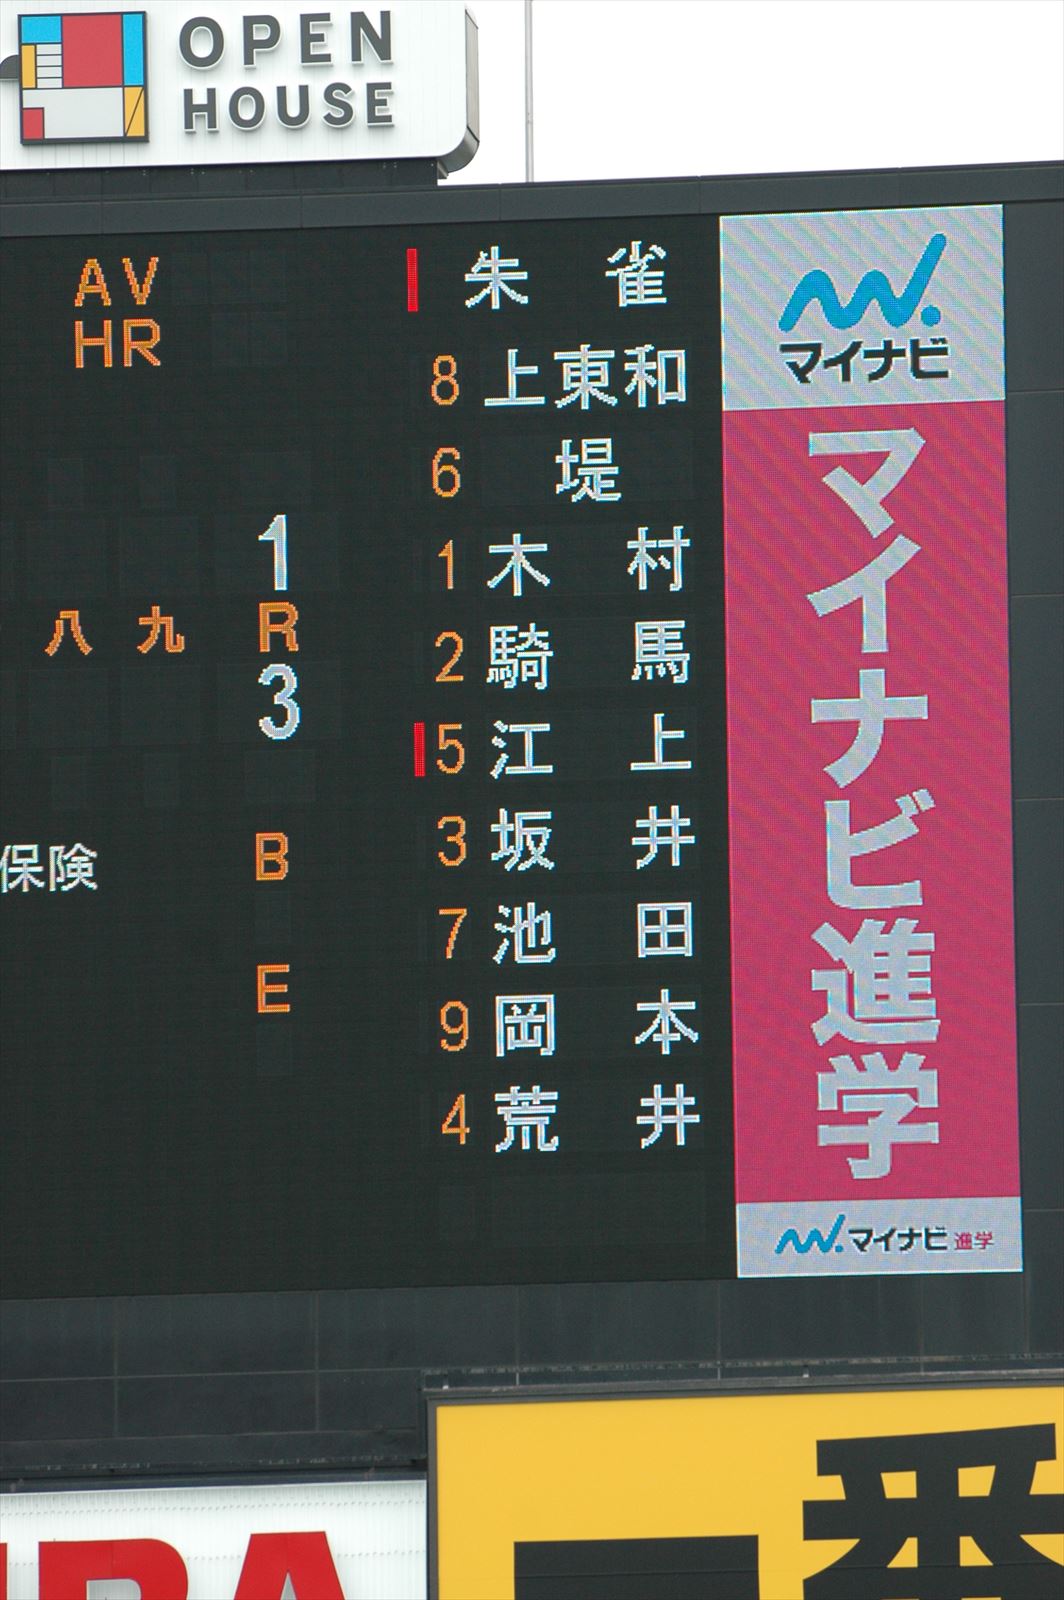 OPEN
HOUSE
AV
HR
朱雀
8 上東和
6 堤
1 木村
2 騎馬
5 江上
3 坂井
7 池田
9 岡本
4 荒井
1
八 九 R
3
保険
B
E
マイナビ
マイナビ進学
マイナビ 進学
番